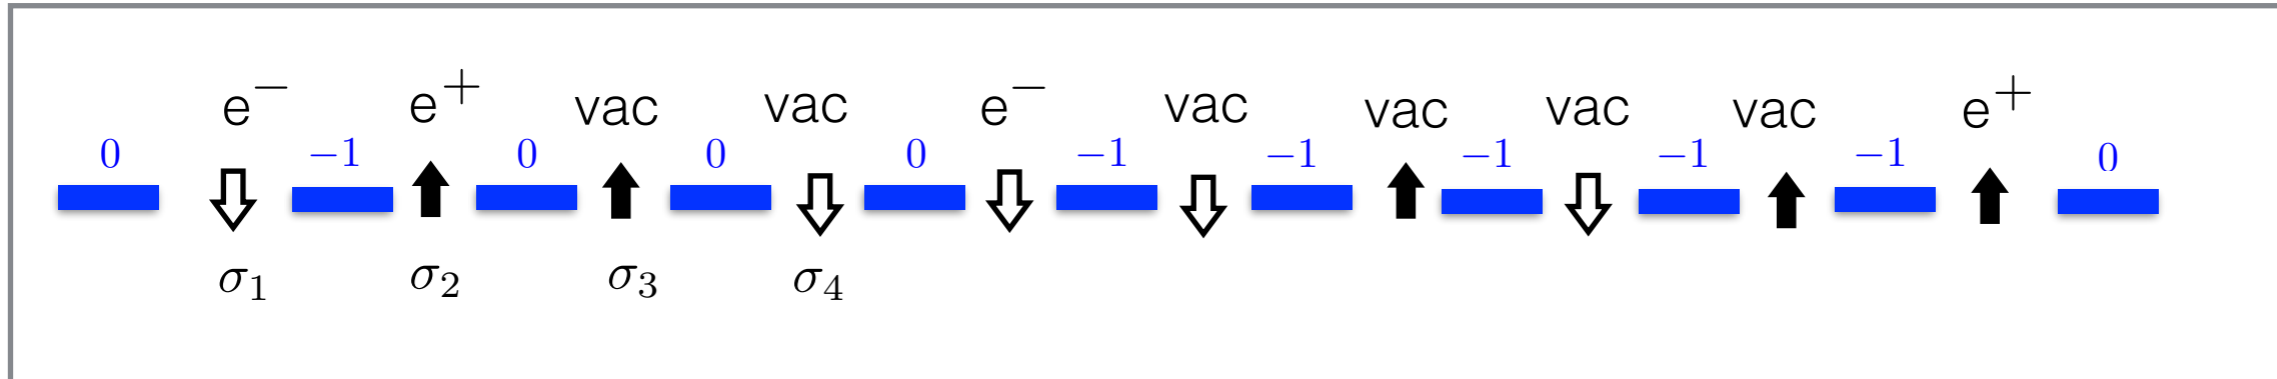 e⁻ e⁺ vac vac e⁻ vac vac vac vac e⁺
0 −1 0 0 0 −1 −1 −1 −1 −1 0
σ₁ σ₂ σ₃ σ₄